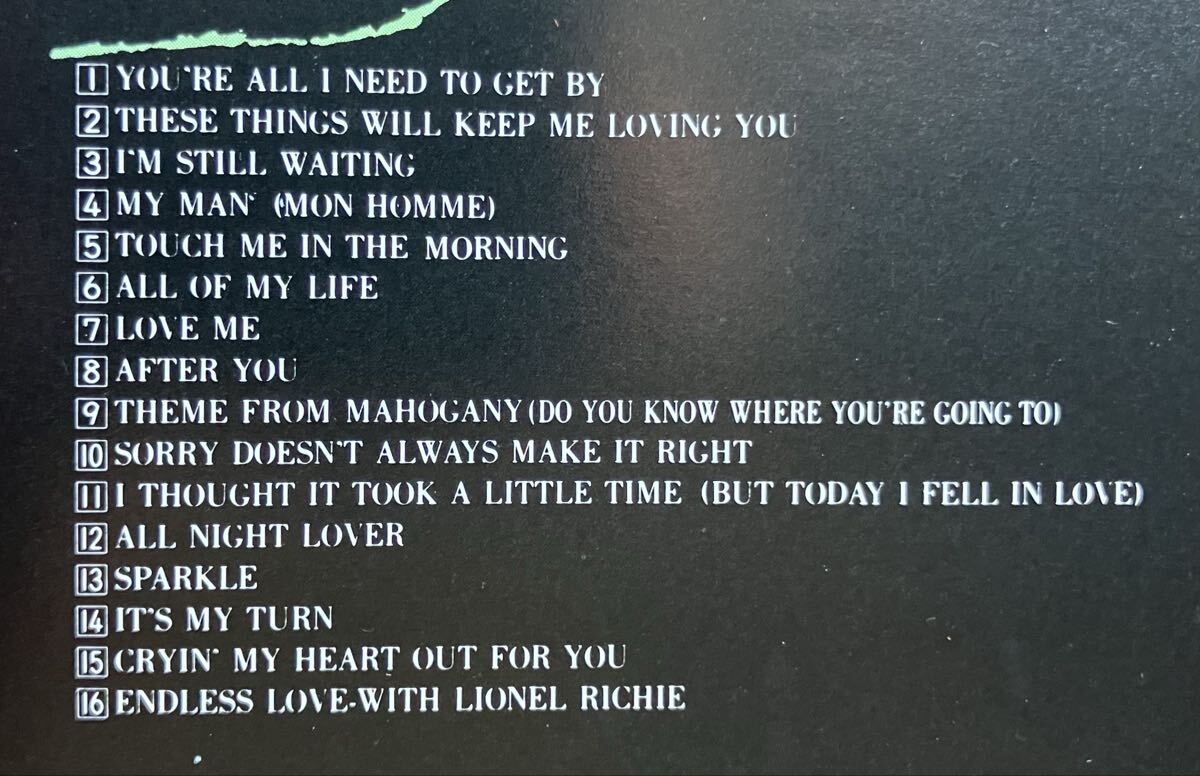 1 YOU'RE ALL I NEED TO GET BY
2 THESE THINGS WILL KEEP ME LOVING YOU
3 I'M STILL WAITING
4 MY MAN' (MON HOMME)
5 TOUCH ME IN THE MORNING
6 ALL OF MY LIFE
7 LOVE ME
8 AFTER YOU
9 THEME FROM MAHOGANY (DO YOU KNOW WHERE YOU'RE GOING TO)
10 SORRY DOESN'T ALWAYS MAKE IT RIGHT
11 I THOUGHT IT TOOK A LITTLE TIME (BUT TODAY I FELL IN LOVE)
12 ALL NIGHT LOVER
13 SPARKLE
14 IT'S MY TURN
15 CRYIN' MY HEART OUT FOR YOU
16 ENDLESS LOVE-WITH LIONEL RICHIE